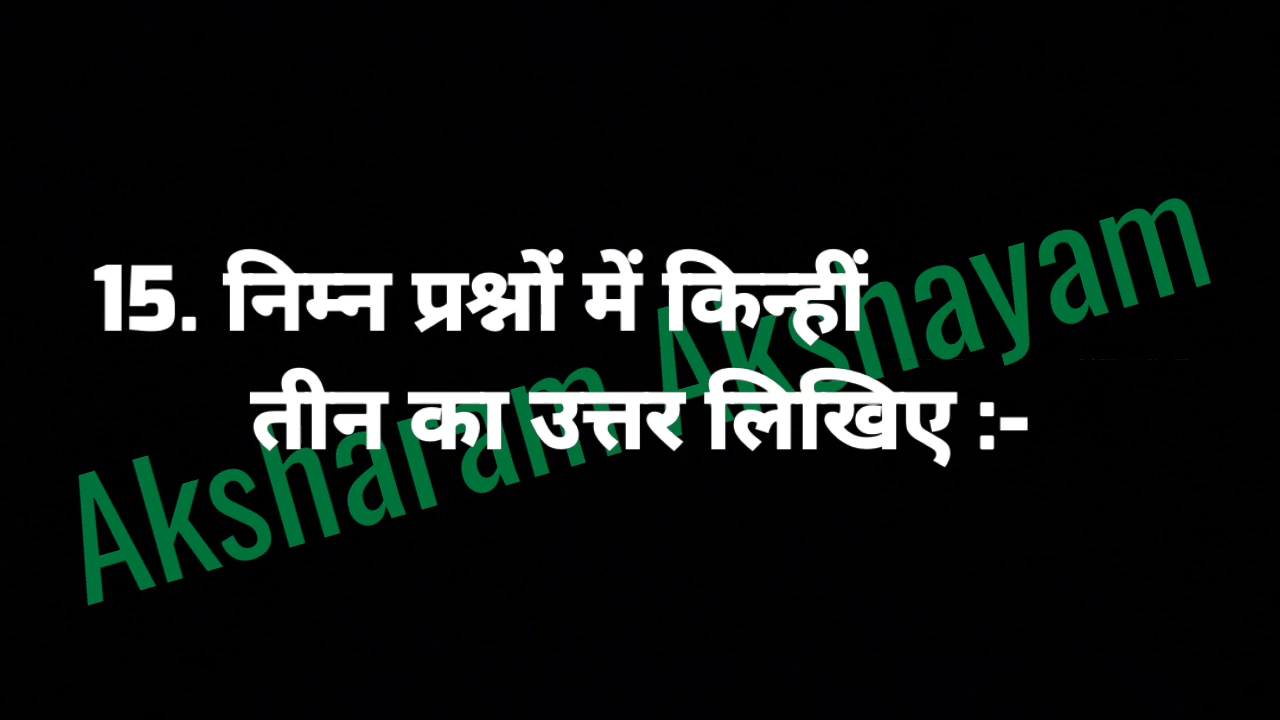 15. निम्न प्रश्नों में किन्हीं
तीन का उत्तर लिखिए :-
Aksharam Akshayam